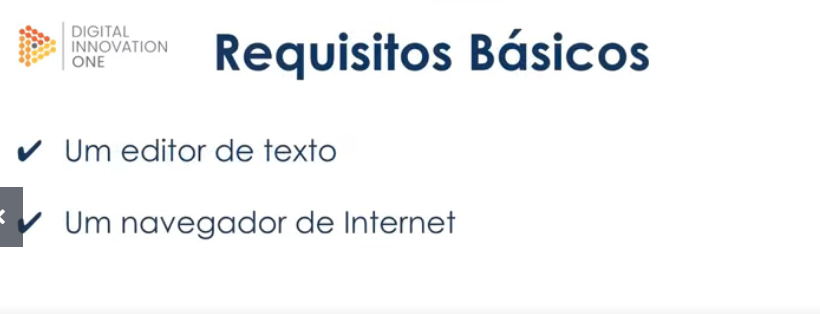 DIGITAL
INNOVATION
ONE
Requisitos Básicos
✔ Um editor de texto
✔ Um navegador de Internet